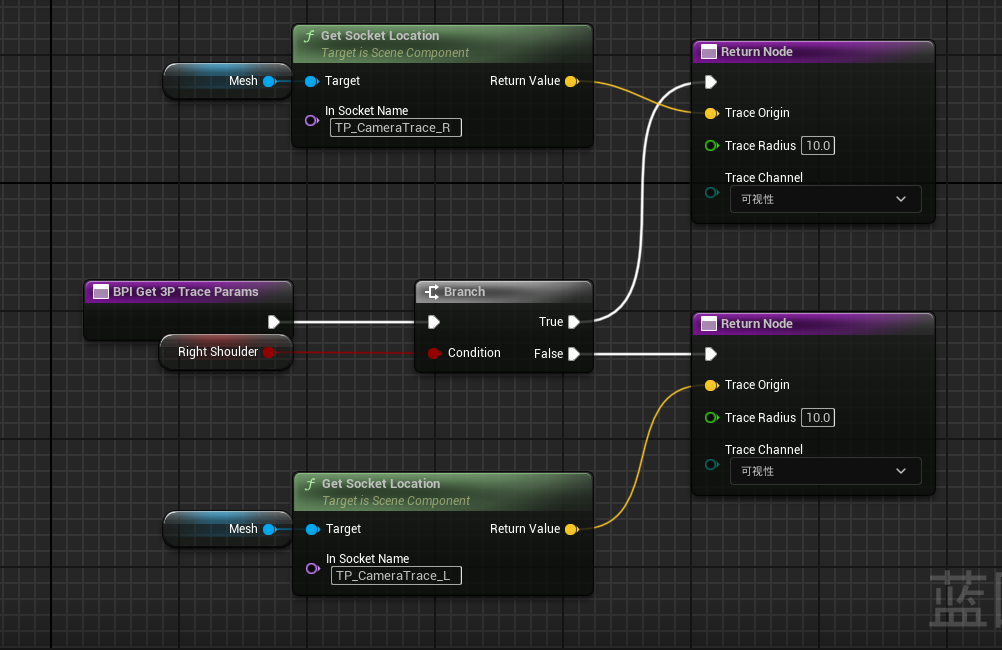 Get Socket Location
Target is Scene Component
Mesh
Target
Return Value
In Socket Name
TP_CameraTrace_R
Return Node
Trace Origin
Trace Radius 10.0
Trace Channel
可视性
BPI Get 3P Trace Params
Right Shoulder
Branch
True
Condition
False
Return Node
Trace Origin
Trace Radius 10.0
Trace Channel
可视性
Get Socket Location
Target is Scene Component
Mesh
Target
Return Value
In Socket Name
TP_CameraTrace_L
蓝